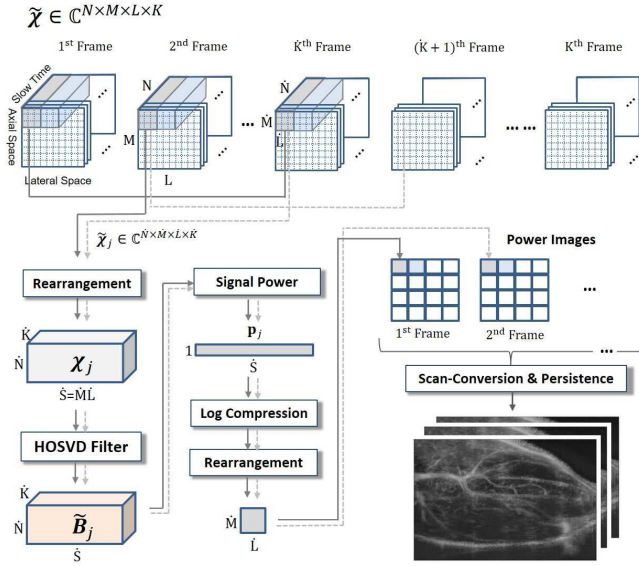 χ̃ ∈ ℂ^{N×M×L×K}
1st Frame
2nd Frame
K̇th Frame
(K̇+1)th Frame
Kth Frame
Slow Time
Axial Space
Lateral Space
N
M
L
Ṅ
Ṁ
L̇
...
... ...
χ̃_j ∈ ℂ^{Ṅ×Ṁ×L̇×K̇}
Rearrangement
K̇
Ṅ
χ_j
Ṡ=ṀL̇
HOSVD Filter
K̇
Ṅ
B̃_j
Ṡ
Signal Power
p_j
1
Ṡ
Log Compression
Rearrangement
Ṁ
L̇
Power Images
1st Frame
2nd Frame
...
...
Scan-Conversion & Persistence